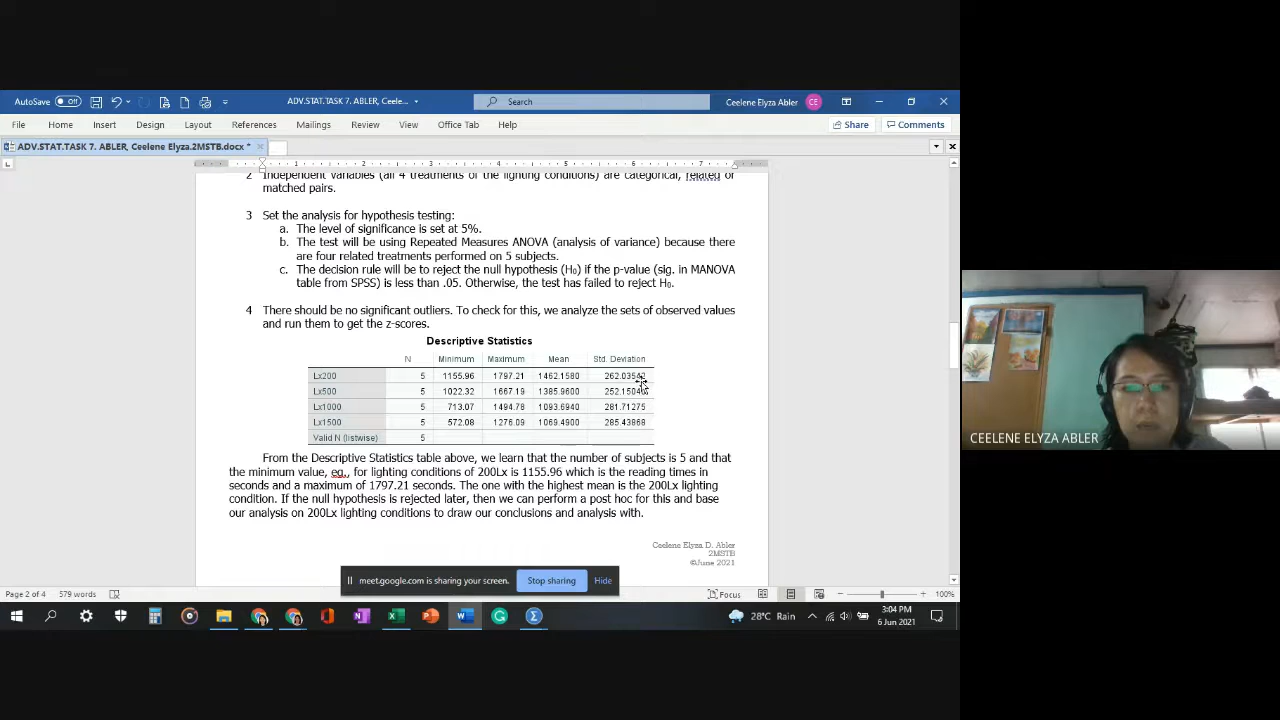 AutoSave Off
ADV.STAT.TASK 7. ABLER, Ceele...
Search
Ceelene Elyza Abler CE
File Home Insert Design Layout References Mailings Review View Office Tab Help
Share Comments
ADV.STAT.TASK 7. ABLER, Ceelene Elyza.2MSTB.docx *
1 2 3 4 5 6 7
2 Independent variables (all 4 treatments of the lighting conditions) are categorical, related or
matched pairs.
3 Set the analysis for hypothesis testing:
a. The level of significance is set at 5%.
b. The test will be using Repeated Measures ANOVA (analysis of variance) because there
are four related treatments performed on 5 subjects.
c. The decision rule will be to reject the null hypothesis (H0) if the p-value (sig. in MANOVA
table from SPSS) is less than .05. Otherwise, the test has failed to reject H0.
4 There should be no significant outliers. To check for this, we analyze the sets of observed values
and run them to get the z-scores.
Descriptive Statistics
N Minimum Maximum Mean Std. Deviation
Lx200 5 1155.96 1797.21 1462.1580
Lx500 5 1022.32 1667.19 1385.9600
Lx1000 5 713.07 1494.78 1093.6940 281.71275
Lx1500 5 572.08 1276.09 1069.4900 285.43868
Valid N (listwise) 5
From the Descriptive Statistics table above, we learn that the number of subjects is 5 and that
the minimum value, eg., for lighting conditions of 200Lx is 1155.96 which is the reading times in
seconds and a maximum of 1797.21 seconds. The one with the highest mean is the 200Lx lighting
condition. If the null hypothesis is rejected later, then we can perform a post hoc for this and base
our analysis on 200Lx lighting conditions to draw our conclusions and analysis with.
Ceelene Elyza D. Abler
2MSTB
©June 2021
meet.google.com is sharing your screen. Stop sharing Hide
Page 2 of 4 579 words
Focus
100%
28°C Rain
3:04 PM
6 Jun 2021
CEELENE ELYZA ABLER